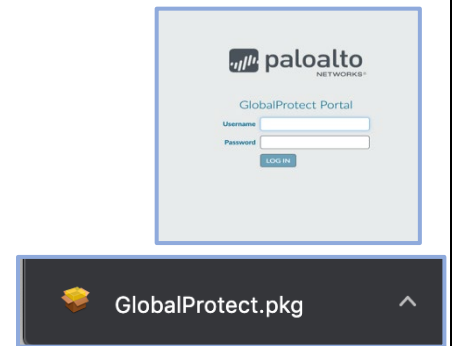 paloalto
NETWORKS®
GlobalProtect Portal
Username
Password
LOG IN
GlobalProtect.pkg